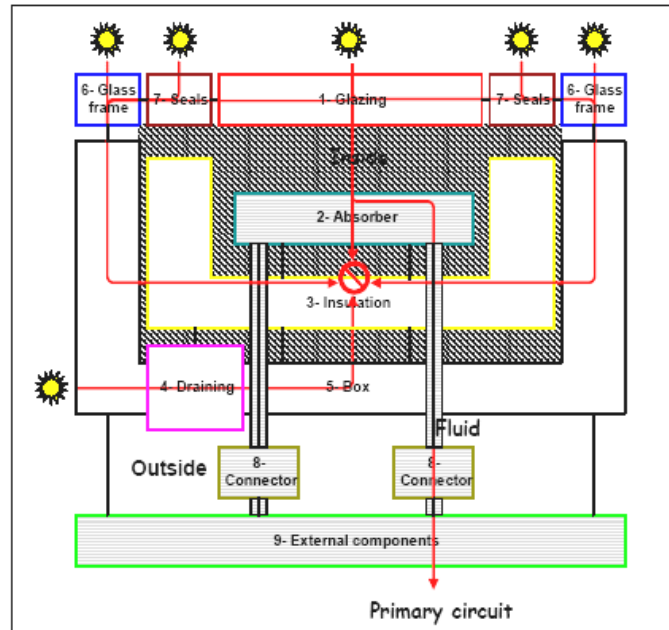 6- Glass
frame
7- Seals
1- Glazing
7- Seals
6- Glass
frame
Inside
2- Absorber
3- Insulation
4- Draining
5- Box
Fluid
Outside
8-
Connector
8-
Connector
9- External components
Primary circuit